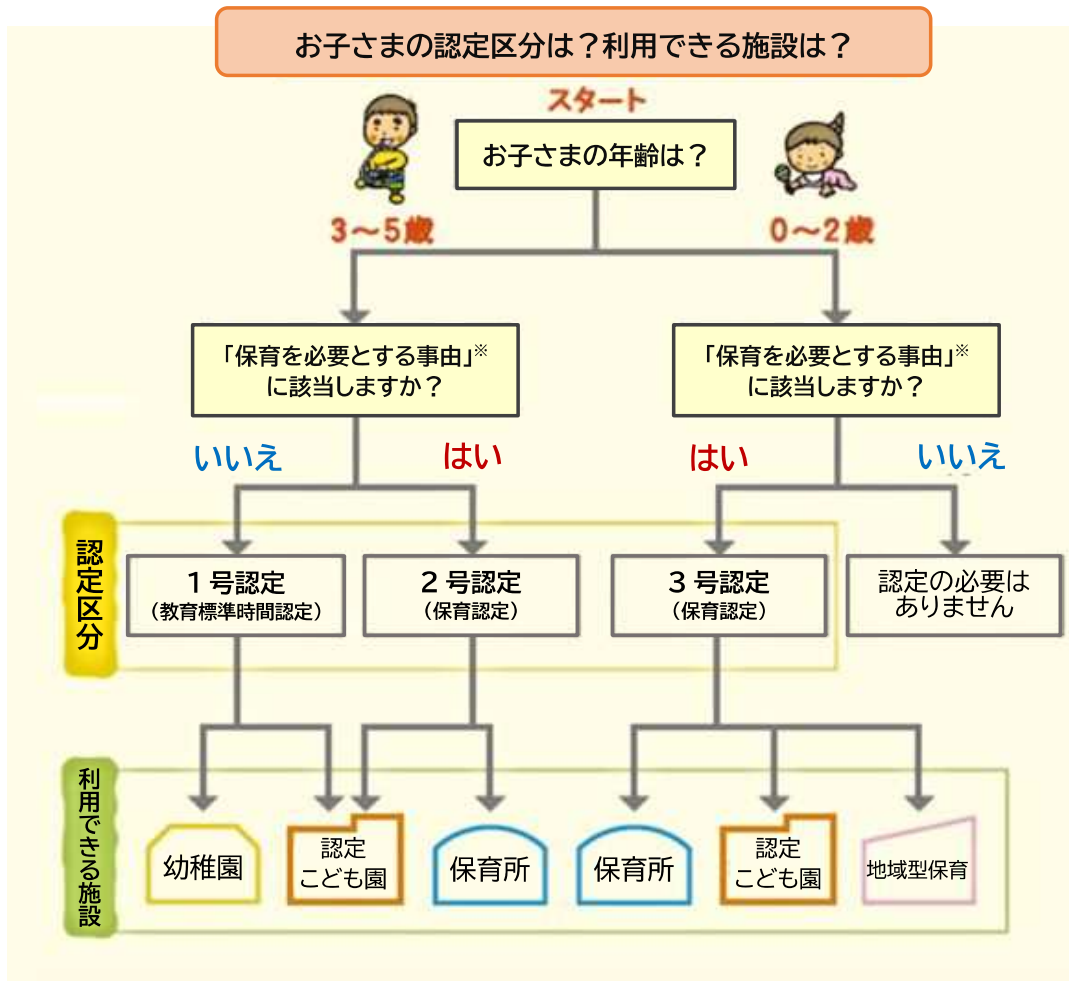 お子さまの認定区分は？利用できる施設は？
スタート
お子さまの年齢は？
3～5歳
0～2歳
「保育を必要とする事由」※
に該当しますか？
「保育を必要とする事由」※
に該当しますか？
いいえ
はい
はい
いいえ
認定区分
1号認定
（教育標準時間認定）
2号認定
（保育認定）
3号認定
（保育認定）
認定の必要は
ありません
利用できる施設
幼稚園
認定
こども園
保育所
保育所
認定
こども園
地域型保育